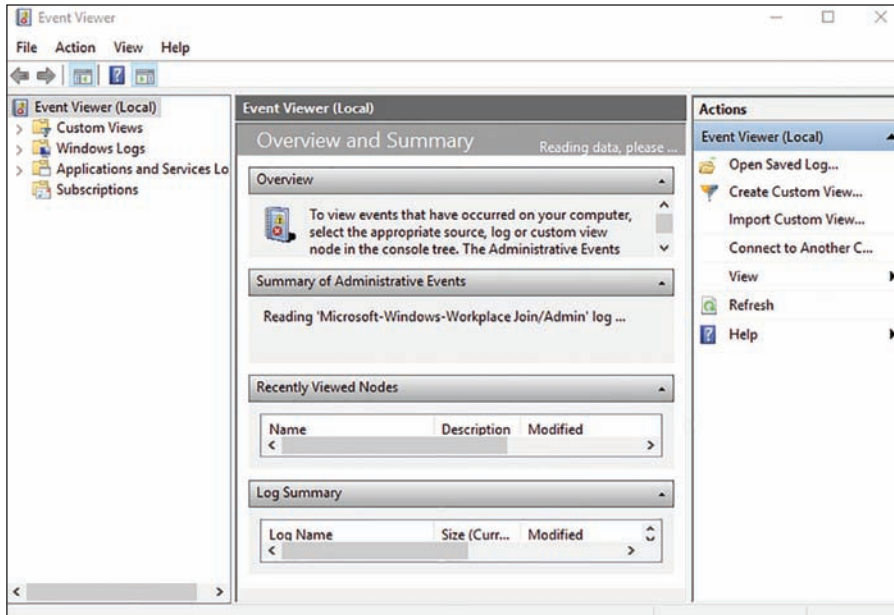 Event Viewer
File Action View Help
Event Viewer (Local)
Custom Views
Windows Logs
Applications and Services Lo
Subscriptions
Event Viewer (Local)
Overview and Summary
Reading data, please ...
Overview
To view events that have occurred on your computer,
select the appropriate source, log or custom view
node in the console tree. The Administrative Events
Summary of Administrative Events
Reading 'Microsoft-Windows-Workplace Join/Admin' log ...
Recently Viewed Nodes
Name Description Modified
Log Summary
Log Name Size (Curr... Modified
Actions
Event Viewer (Local)
Open Saved Log...
Create Custom View...
Import Custom View...
Connect to Another C...
View
Refresh
Help